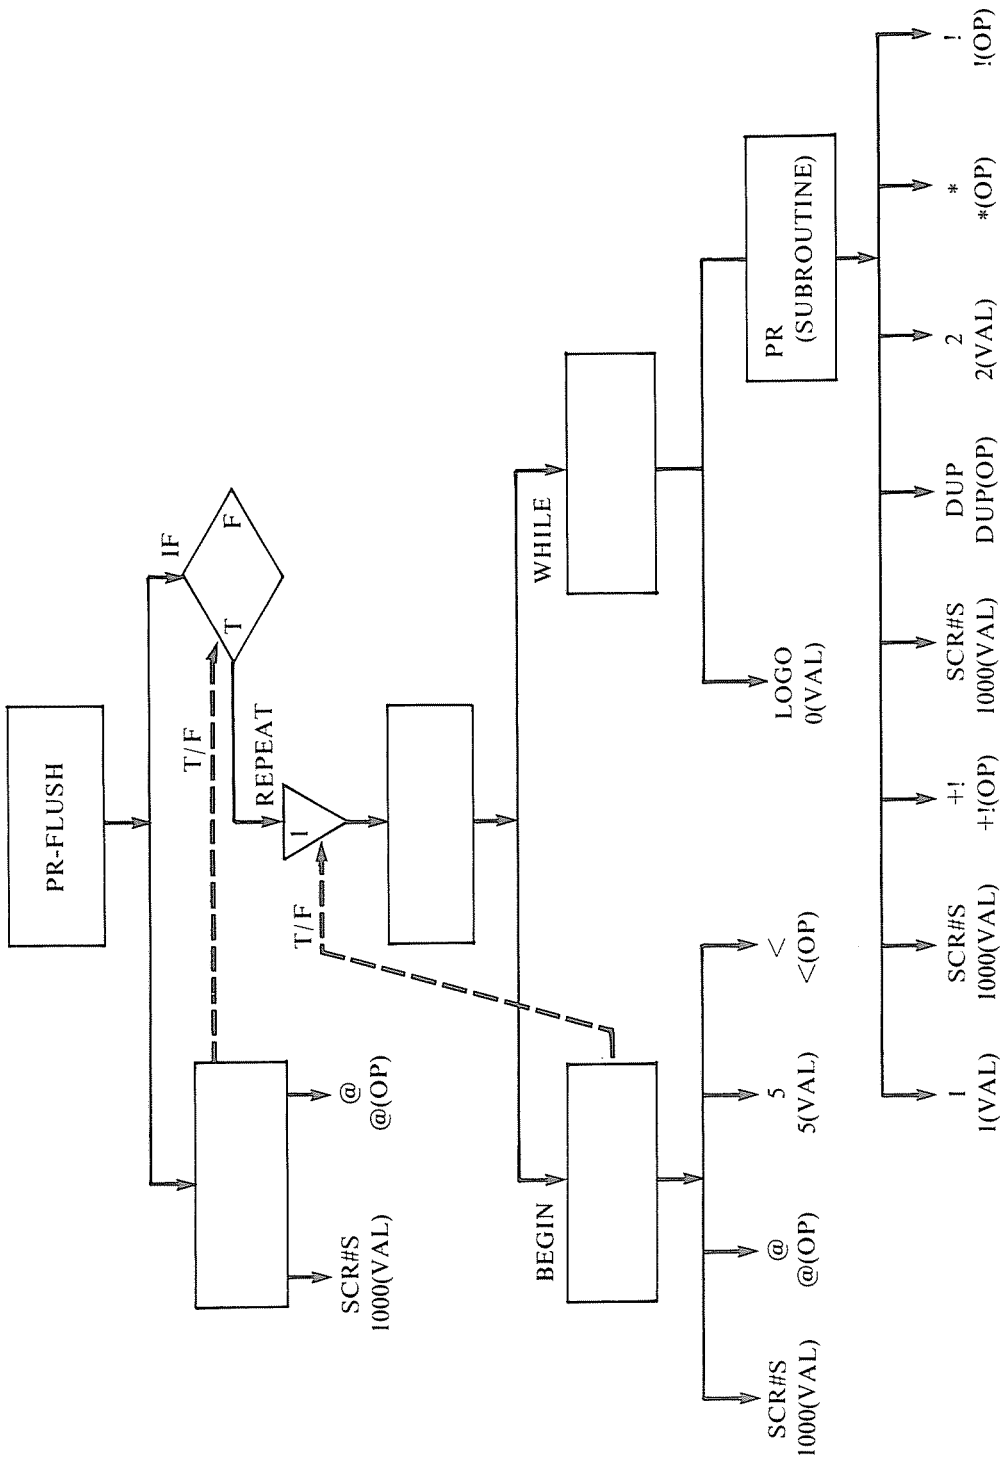 PR-FLUSH
IF
T
F
T/F
SCR#S
1000(VAL)
@
@(OP)
REPEAT
1
T/F
BEGIN
WHILE
SCR#S
1000(VAL)
@
@(OP)
5
5(VAL)
<
<(OP)
LOGO
0(VAL)
PR
(SUBROUTINE)
1
1(VAL)
SCR#S
1000(VAL)
+!
+!(OP)
SCR#S
1000(VAL)
DUP
DUP(OP)
2
2(VAL)
*
*(OP)
!
!(OP)